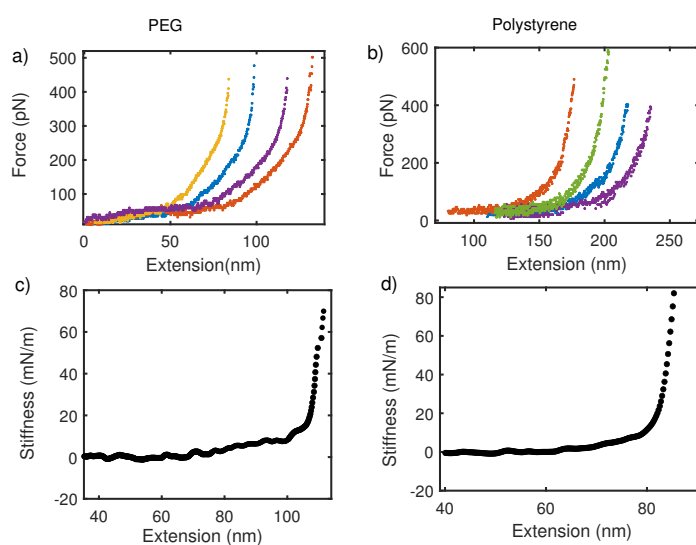 PEG
Polystyrene
a)
b)
500
400
300
200
100
Force (pN)
0
50
100
Extension(nm)
600
400
200
0
Force (pN)
100
150
200
250
Extension (nm)
c)
d)
80
60
40
20
0
-20
Stiffness (mN/m)
40
60
80
100
Extension (nm)
80
60
40
20
0
-20
Stiffness (mN/m)
40
60
80
Extension (nm)